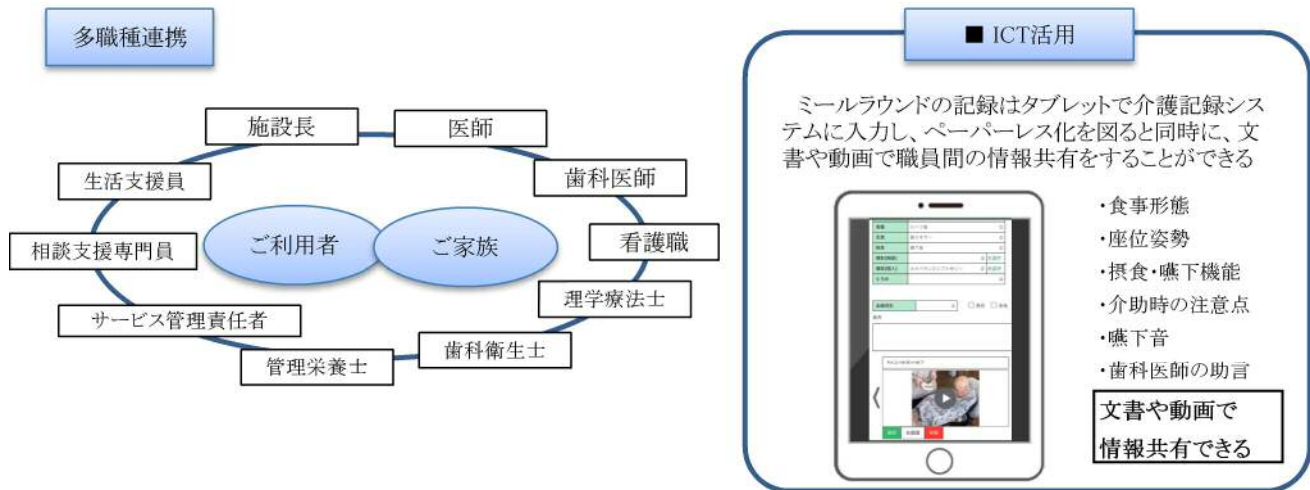 多職種連携
施設長
医師
生活支援員
歯科医師
相談支援専門員
ご利用者
ご家族
看護職
理学療法士
サービス管理責任者
歯科衛生士
管理栄養士
■ ICT活用
ミールラウンドの記録はタブレットで介護記録シス
テムに入力し、ペーパーレス化を図ると同時に、文
書や動画で職員間の情報共有をすることができる
・食事形態
・座位姿勢
・摂食・嚥下機能
・介助時の注意点
・嚥下音
・歯科医師の助言
文書や動画で
情報共有できる